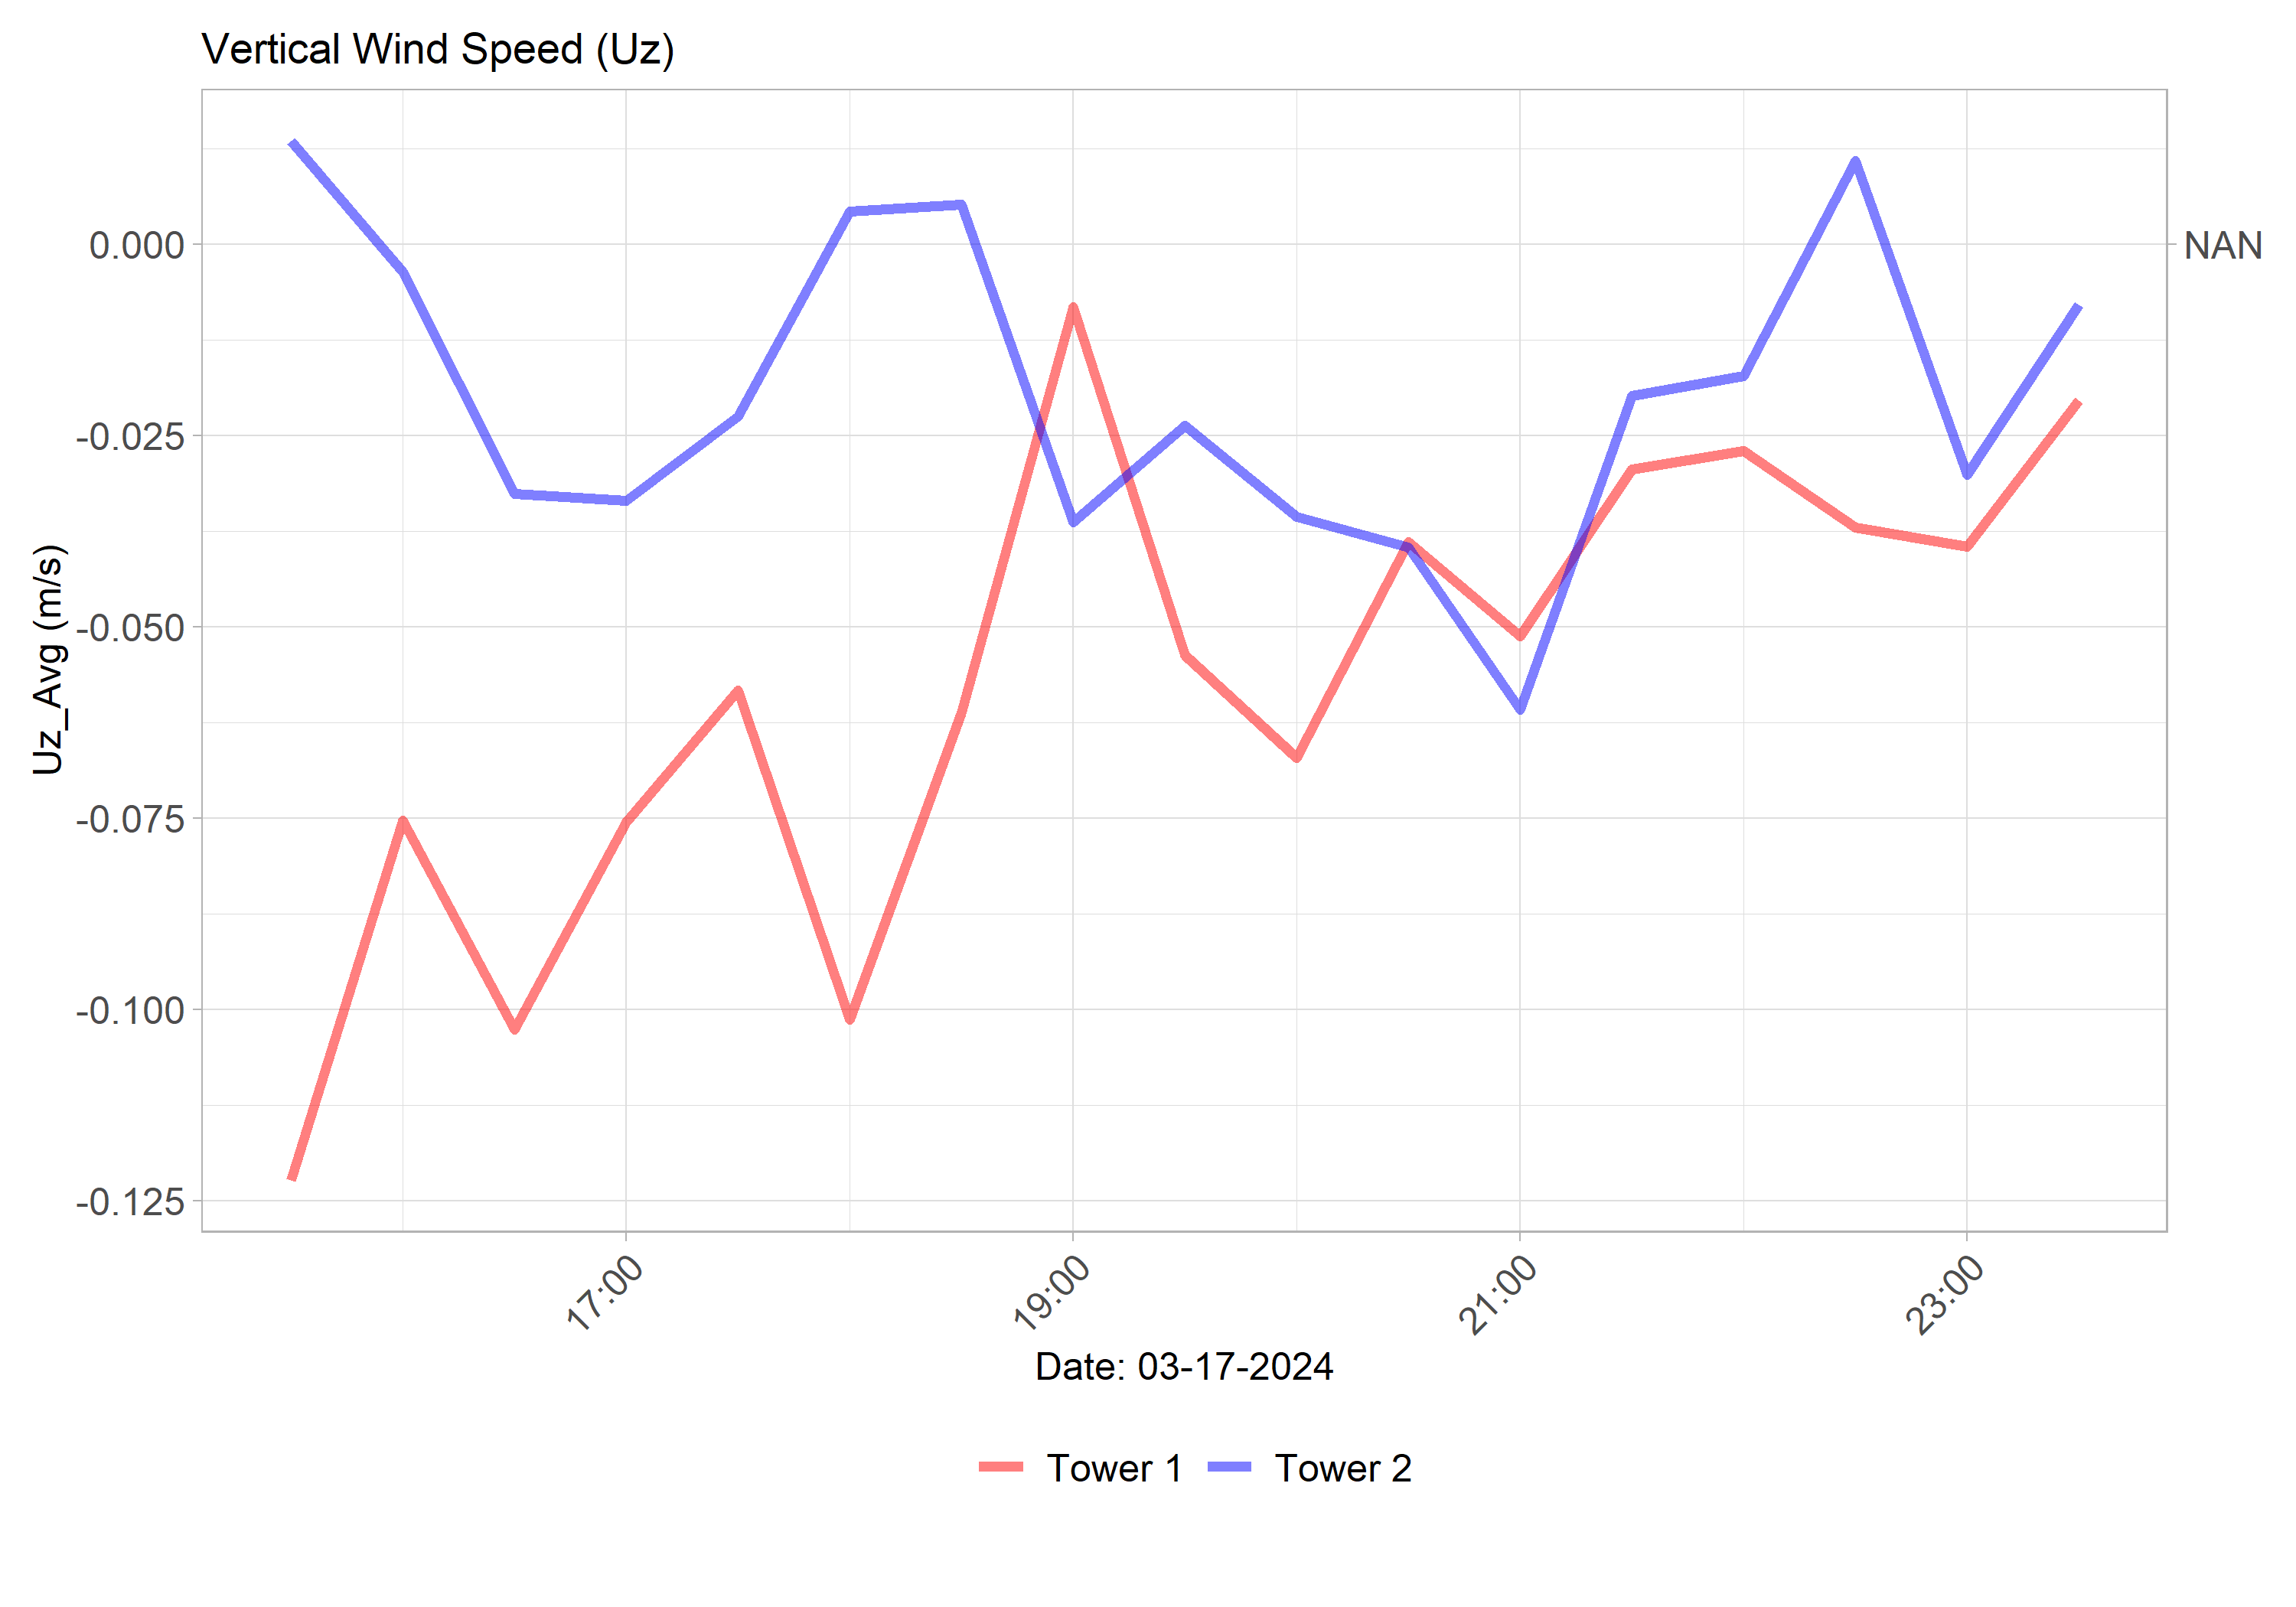 Vertical Wind Speed (Uz)
Uz_Avg (m/s)
0.000
-0.025
-0.050
-0.075
-0.100
-0.125
NAN
17:00
19:00
21:00
23:00
Date: 03-17-2024
Tower 1
Tower 2